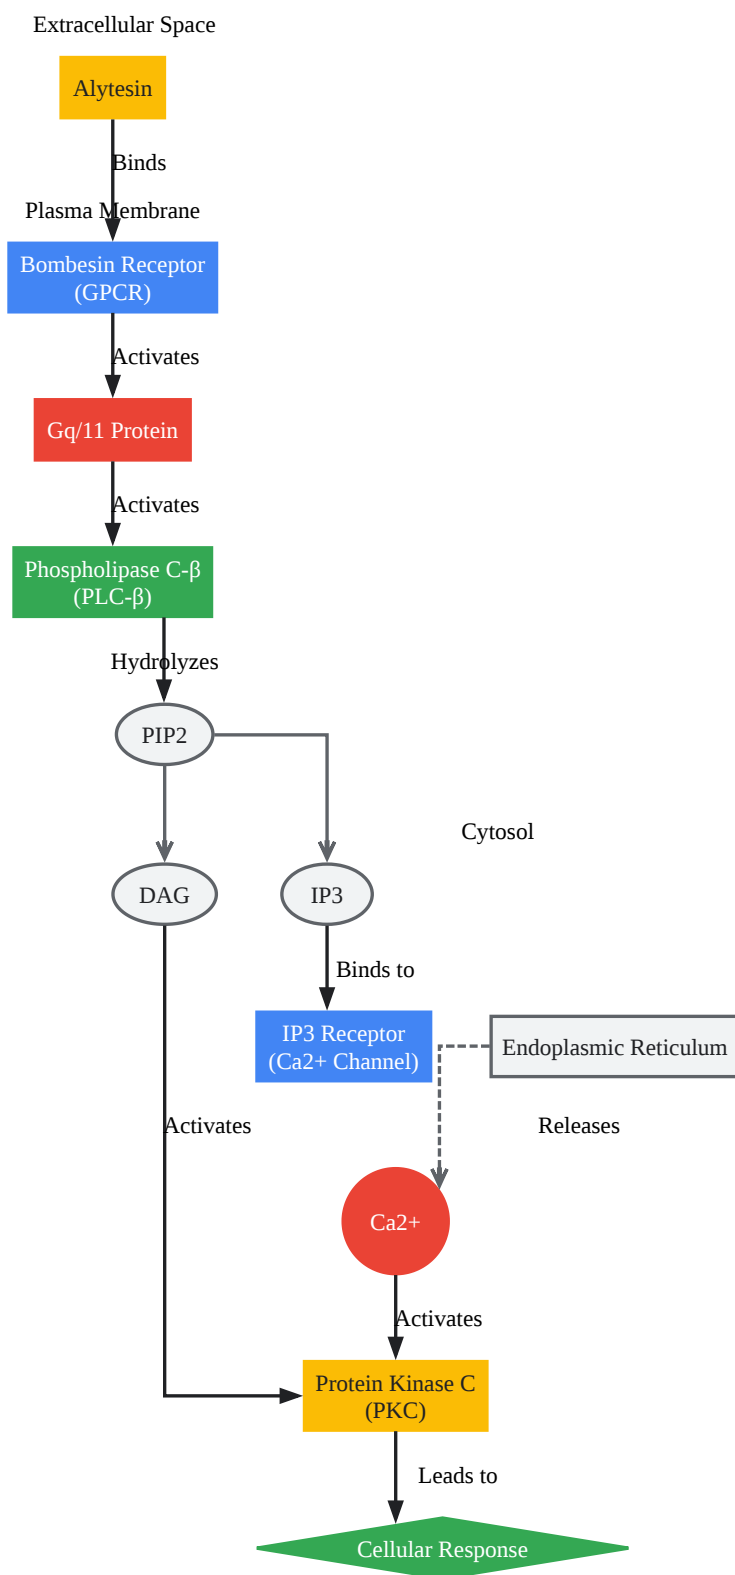 Extracellular Space
Alytesin
Binds
Plasma Membrane
Bombesin Receptor
(GPCR)
Activates
Gq/11 Protein
Activates
Phospholipase C-β
(PLC-β)
Hydrolyzes
PIP2
Cytosol
DAG
IP3
Binds to
IP3 Receptor
(Ca2+ Channel)
Endoplasmic Reticulum
Activates
Releases
Ca2+
Activates
Protein Kinase C
(PKC)
Leads to
Cellular Response